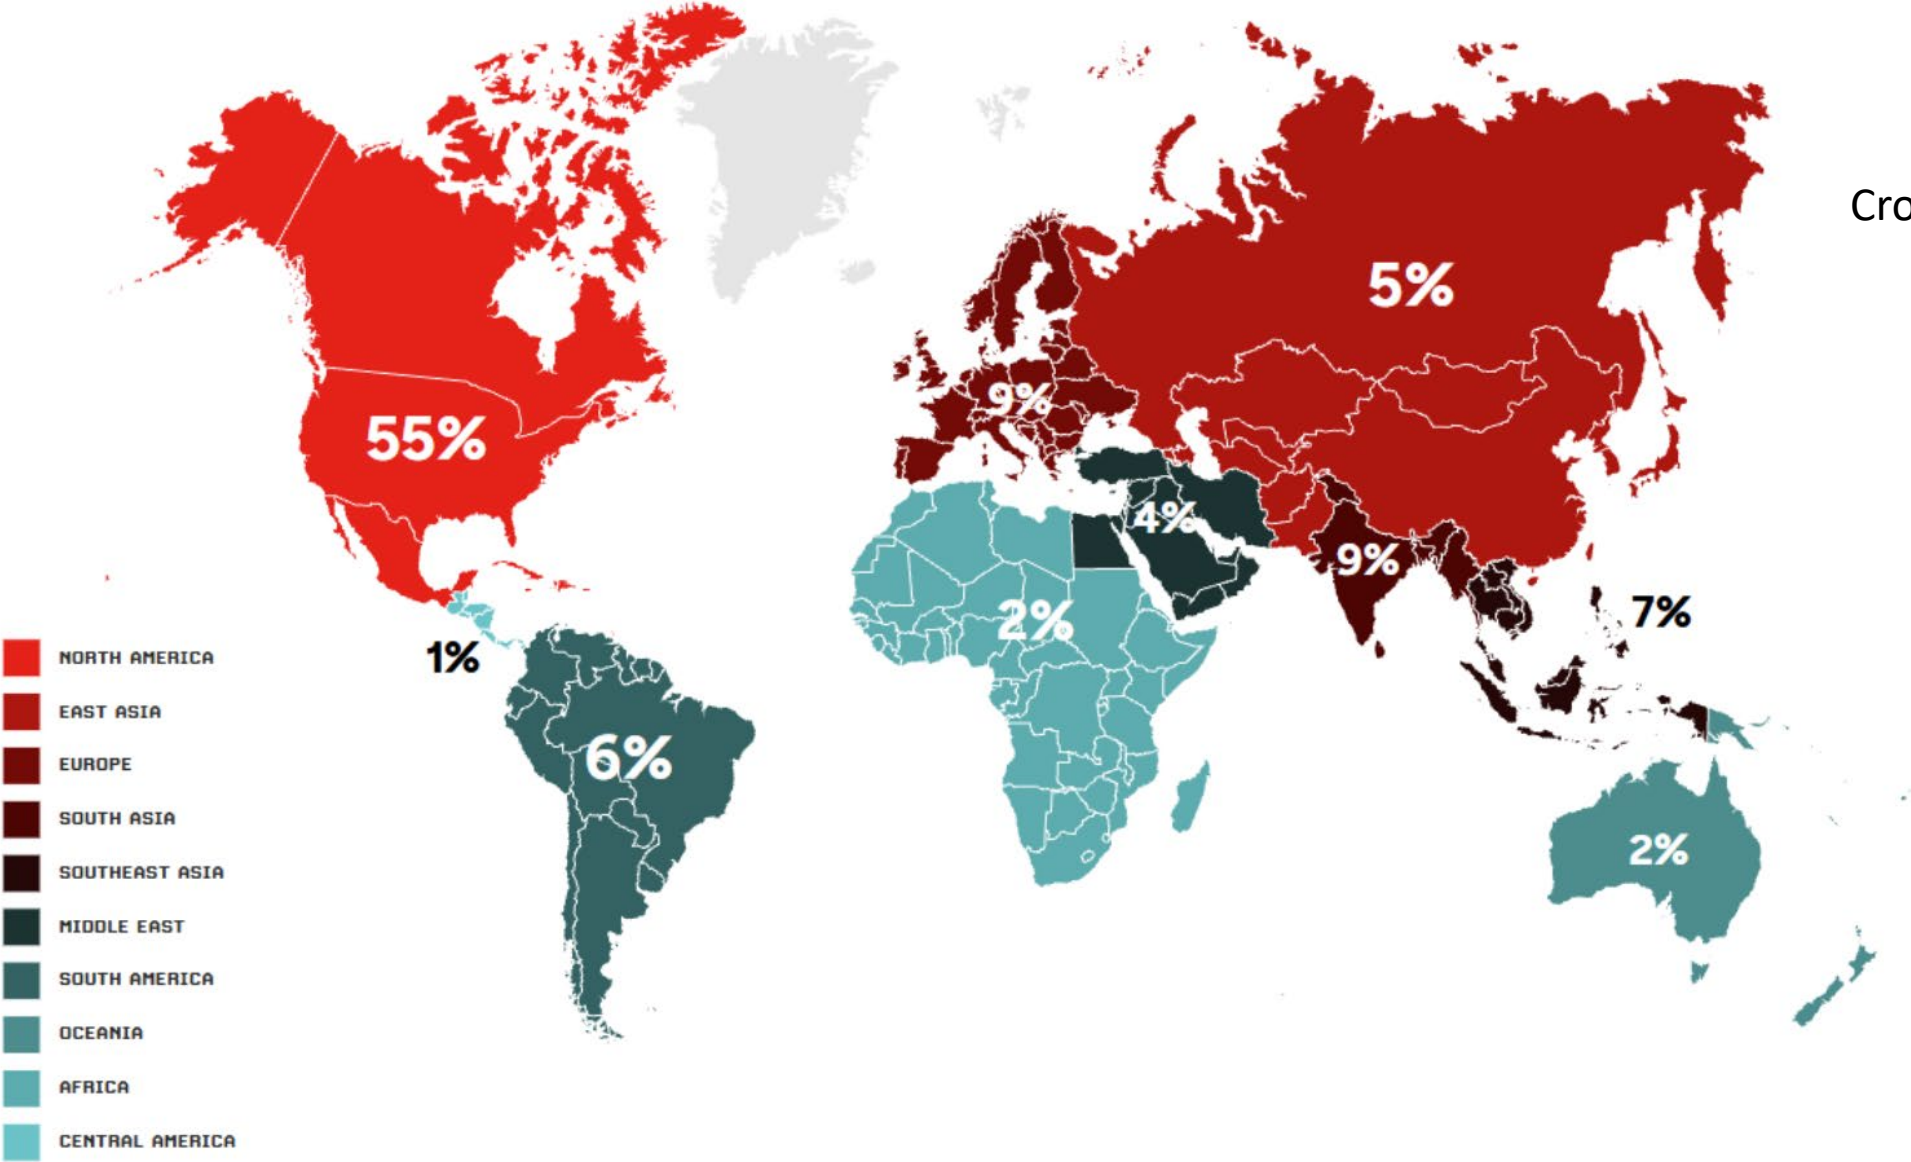 Cro
5%
9%
55%
4%
9%
2%
7%
1%
6%
2%
NORTH AMERICA
EAST ASIA
EUROPE
SOUTH ASIA
SOUTHEAST ASIA
MIDDLE EAST
SOUTH AMERICA
OCEANIA
AFRICA
CENTRAL AMERICA